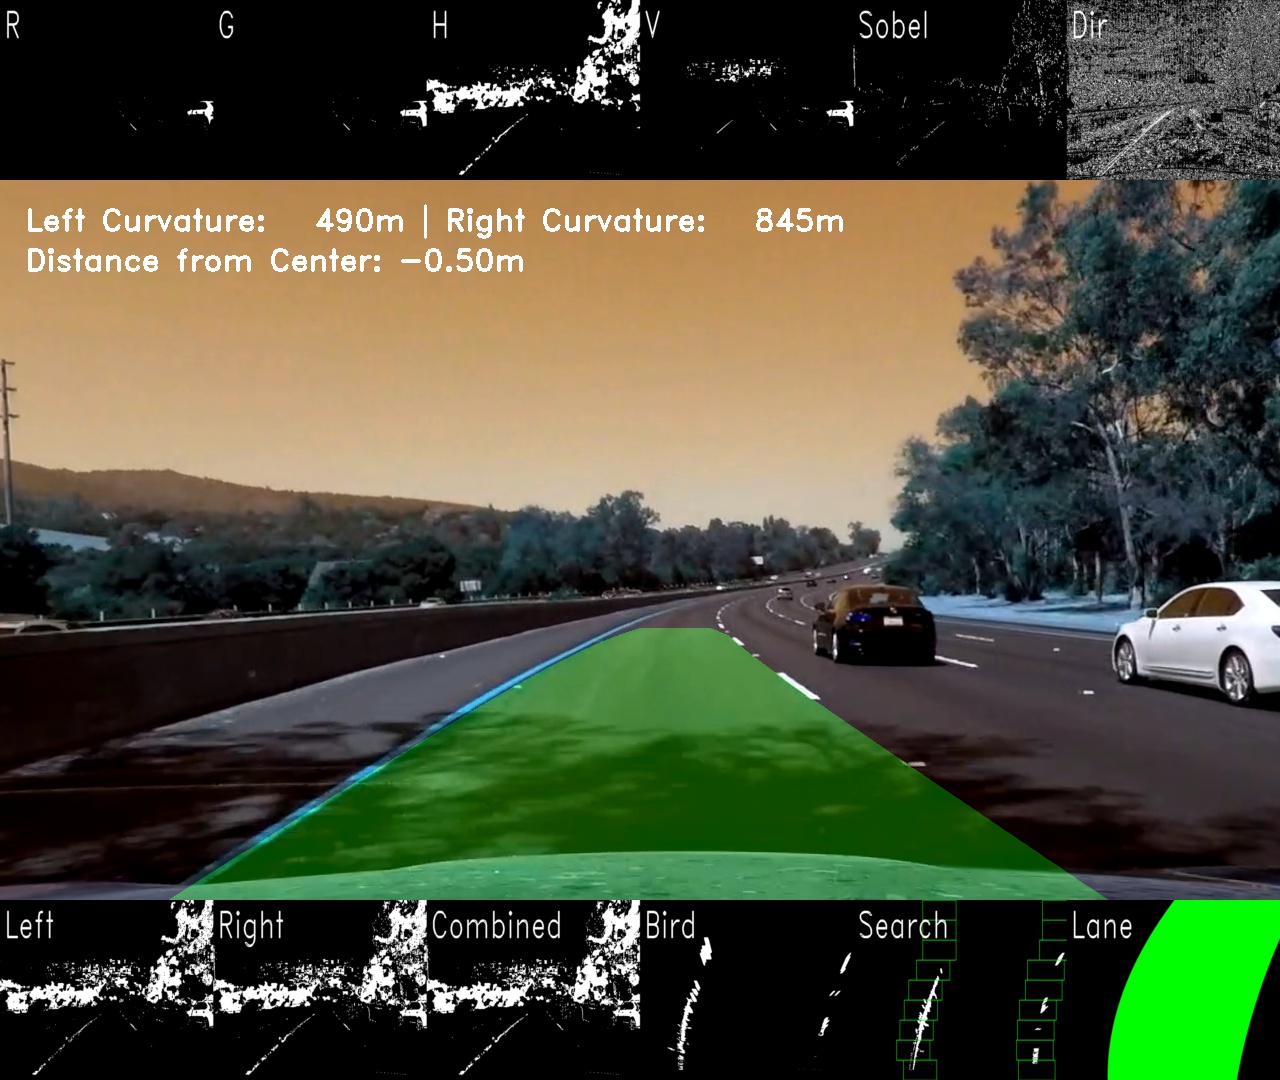 R G H V Sobel Dir
Left Curvature: 490m | Right Curvature: 845m
Distance from Center: -0.50m
Left Right Combined Bird Search Lane